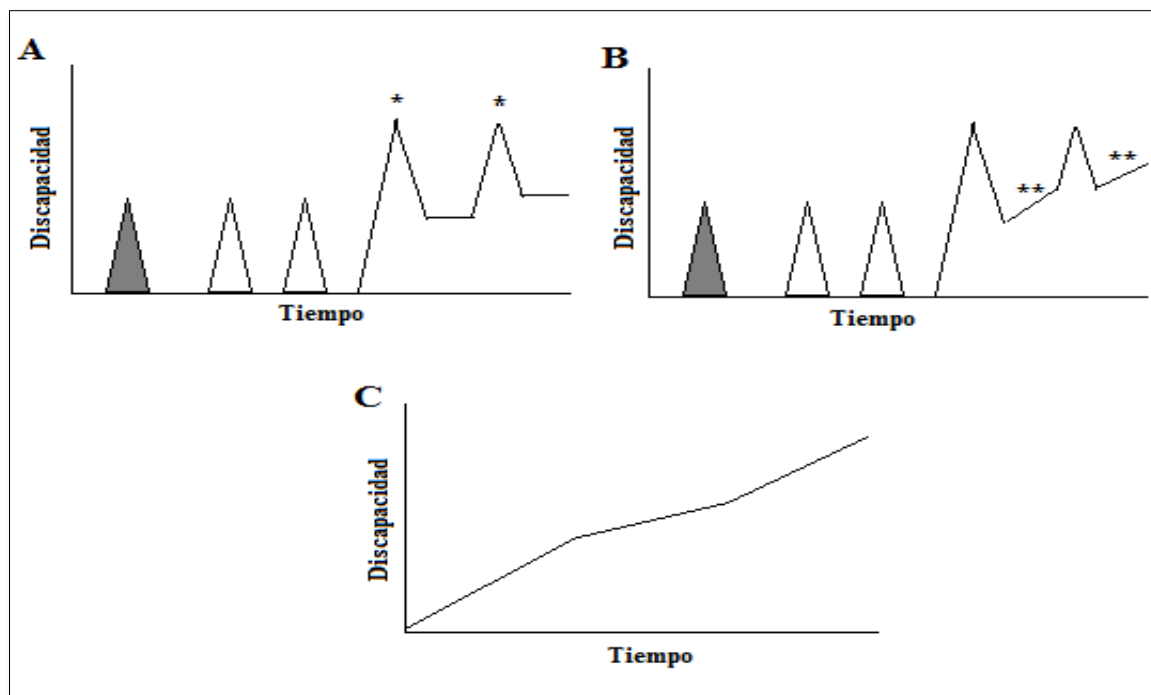 A
Discapacidad
*
*
Tiempo
B
Discapacidad
**
**
Tiempo
C
Discapacidad
Tiempo